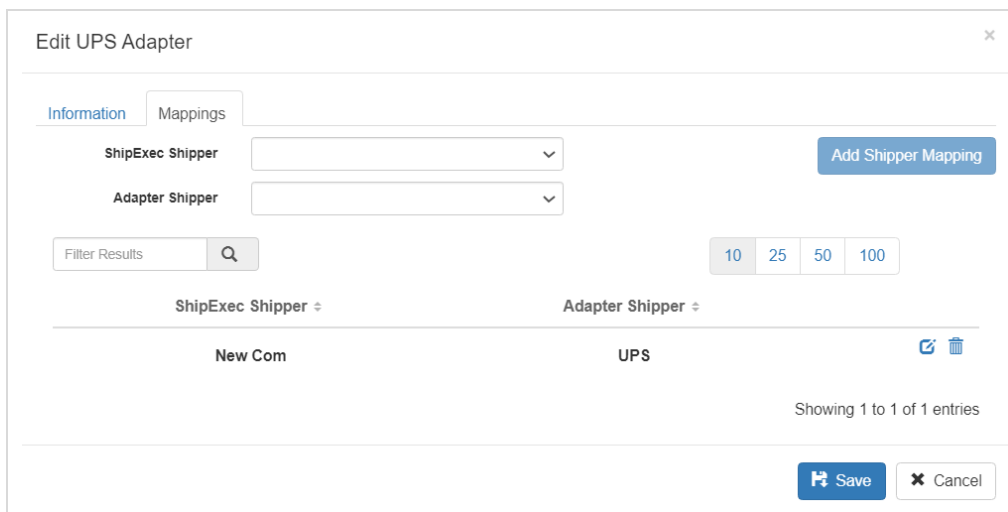 Edit UPS Adapter
Information Mappings
ShipExec Shipper
Add Shipper Mapping
Adapter Shipper
Filter Results 10 25 50 100
ShipExec Shipper Adapter Shipper
New Com UPS
Showing 1 to 1 of 1 entries
Save Cancel